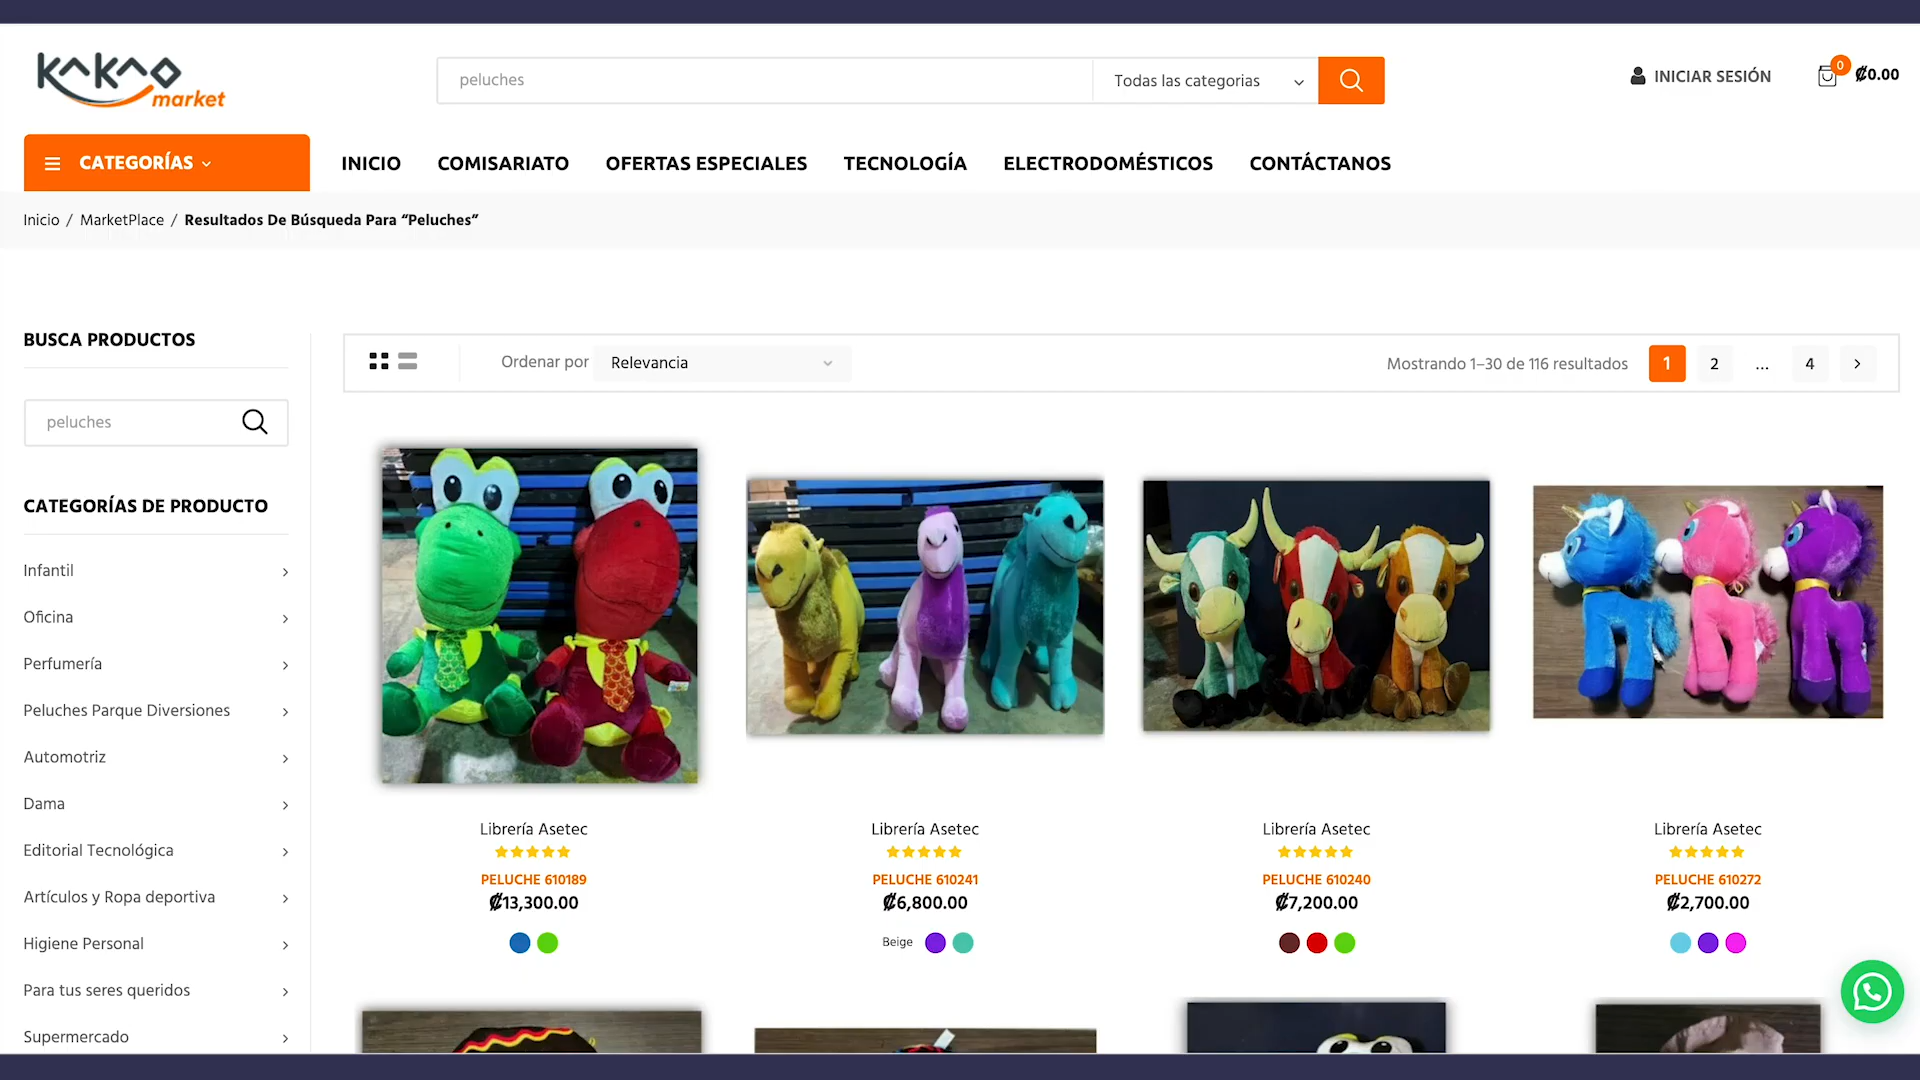 KAKAO
market
peluches
Todas las categorias
INICIAR SESIÓN
0
₡0.00
CATEGORÍAS
INICIO
COMISARIATO
OFERTAS ESPECIALES
TECNOLOGÍA
ELECTRODOMÉSTICOS
CONTÁCTANOS
Inicio / MarketPlace / Resultados De Búsqueda Para “Peluches”
BUSCA PRODUCTOS
peluches
CATEGORÍAS DE PRODUCTO
Infantil
Oficina
Perfumería
Peluches Parque Diversiones
Automotriz
Dama
Editorial Tecnológica
Artículos y Ropa deportiva
Higiene Personal
Para tus seres queridos
Supermercado
Ordenar por Relevancia
Mostrando 1–30 de 116 resultados
1 2 ... 4
Librería Asetec
PELUCHE 610189
₡13,300.00
Librería Asetec
PELUCHE 610241
₡6,800.00
Beige
Librería Asetec
PELUCHE 610240
₡7,200.00
Librería Asetec
PELUCHE 610272
₡2,700.00